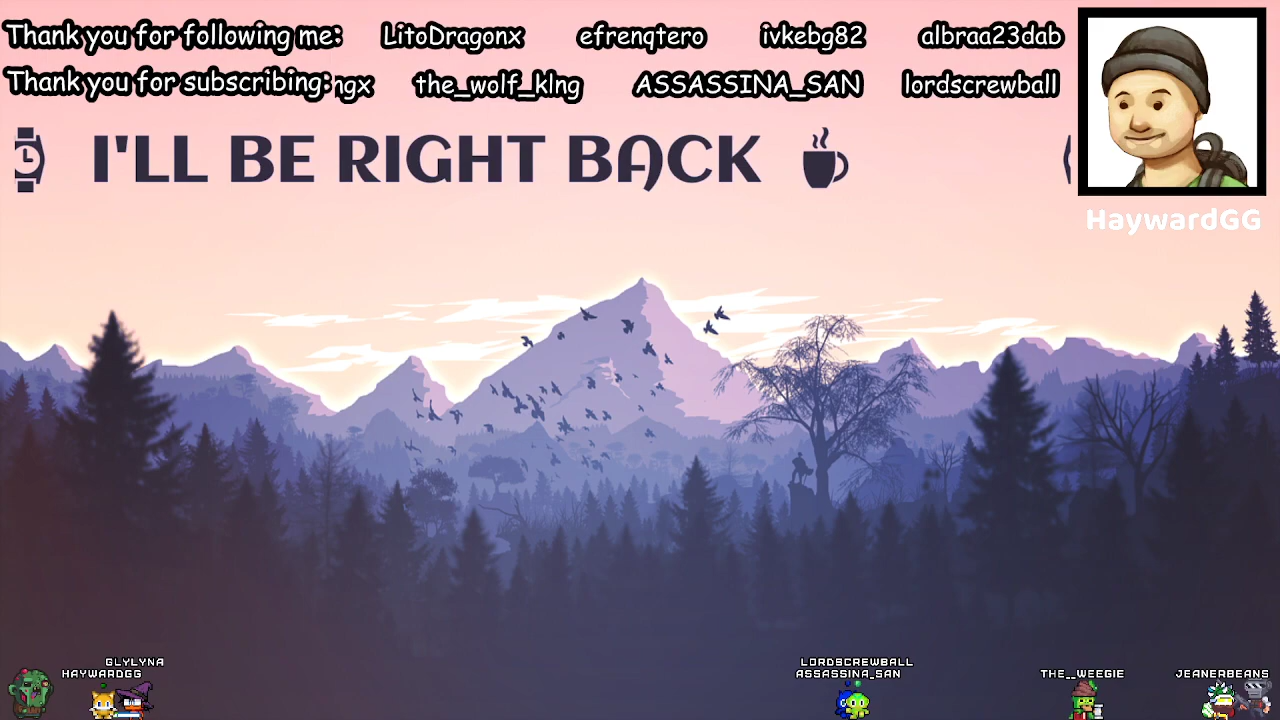 Thank you for following me: LitoDragonx efrenqtero ivkebg82 albraa23dab
Thank you for subscribing: ngx the_wolf_klng ASSASSINA_SAN lordscrewball
I'LL BE RIGHT BACK
HaywardGG
GLYLYNA
HAYWARDGG
LORDSCREWBALL
ASSASSINA_SAN
THE__WEEGIE
JEANERBEANS